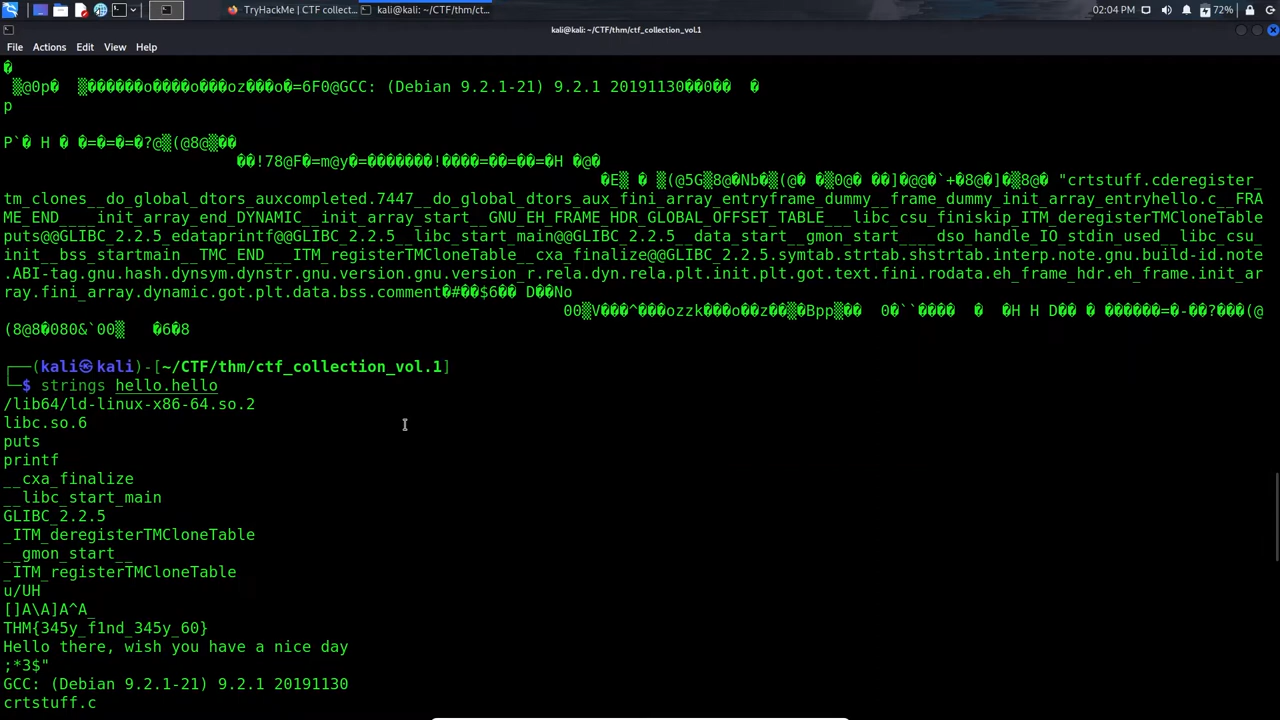 TryHackMe | CTF collect... kali@kali: ~/CTF/thm/ct... 02:04 PM 72%
kali@kali: ~/CTF/thm/ctf_collection_vol.1
File Actions Edit View Help
@0p 6F0@GCC: (Debian 9.2.1-21) 9.2.1 20191130
p
"crtstuff.cderegister_
tm_clones__do_global_dtors_auxcompleted.7447__do_global_dtors_aux_fini_array_entryframe_dummy__frame_dummy_init_array_entryhello.c__FRA
ME_END____init_array_end_DYNAMIC__init_array_start__GNU_EH_FRAME_HDR_GLOBAL_OFFSET_TABLE___libc_csu_finiskip_ITM_deregisterTMCloneTable
puts@@GLIBC_2.2.5_edataprintf@@GLIBC_2.2.5__libc_start_main@@GLIBC_2.2.5__data_start__gmon_start____dso_handle_IO_stdin_used__libc_csu_
init__bss_startmain__TMC_END___ITM_registerTMCloneTable__cxa_finalize@@GLIBC_2.2.5.symtab.strtab.shstrtab.interp.note.gnu.build-id.note
.ABI-tag.gnu.hash.dynsym.dynstr.gnu.version.gnu.version_r.rela.dyn.rela.plt.init.plt.got.text.fini.rodata.eh_frame_hdr.eh_frame.init_ar
ray.fini_array.dynamic.got.plt.data.bss.comment
┌──(kali㉿kali)-[~/CTF/thm/ctf_collection_vol.1]
└─$ strings hello.hello
/lib64/ld-linux-x86-64.so.2
libc.so.6
puts
printf
__cxa_finalize
__libc_start_main
GLIBC_2.2.5
_ITM_deregisterTMCloneTable
__gmon_start__
_ITM_registerTMCloneTable
u/UH
[]A\A]A^A_
THM{345y_f1nd_345y_60}
Hello there, wish you have a nice day
;*3$"
GCC: (Debian 9.2.1-21) 9.2.1 20191130
crtstuff.c